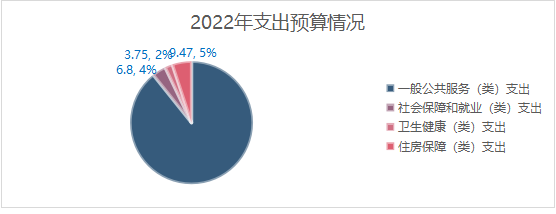 2022年支出预算情况
3.75, 2%
9.47, 5%
6.8, 4%
一般公共服务（类）支出
社会保障和就业（类）支出
卫生健康（类）支出
住房保障（类）支出